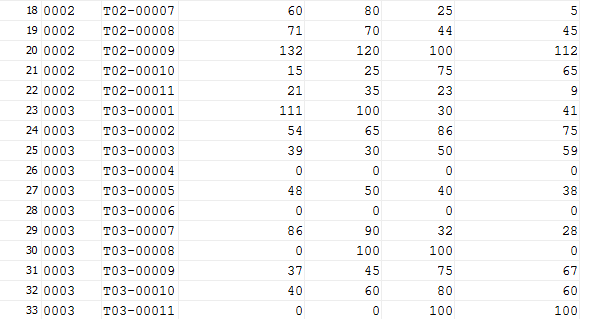 18 0002 T02-00007 60 80 25 5
19 0002 T02-00008 71 70 44 45
20 0002 T02-00009 132 120 100 112
21 0002 T02-00010 15 25 75 65
22 0002 T02-00011 21 35 23 9
23 0003 T03-00001 111 100 30 41
24 0003 T03-00002 54 65 86 75
25 0003 T03-00003 39 30 50 59
26 0003 T03-00004 0 0 0 0
27 0003 T03-00005 48 50 40 38
28 0003 T03-00006 0 0 0 0
29 0003 T03-00007 86 90 32 28
30 0003 T03-00008 0 100 100 0
31 0003 T03-00009 37 45 75 67
32 0003 T03-00010 40 60 80 60
33 0003 T03-00011 0 0 100 100